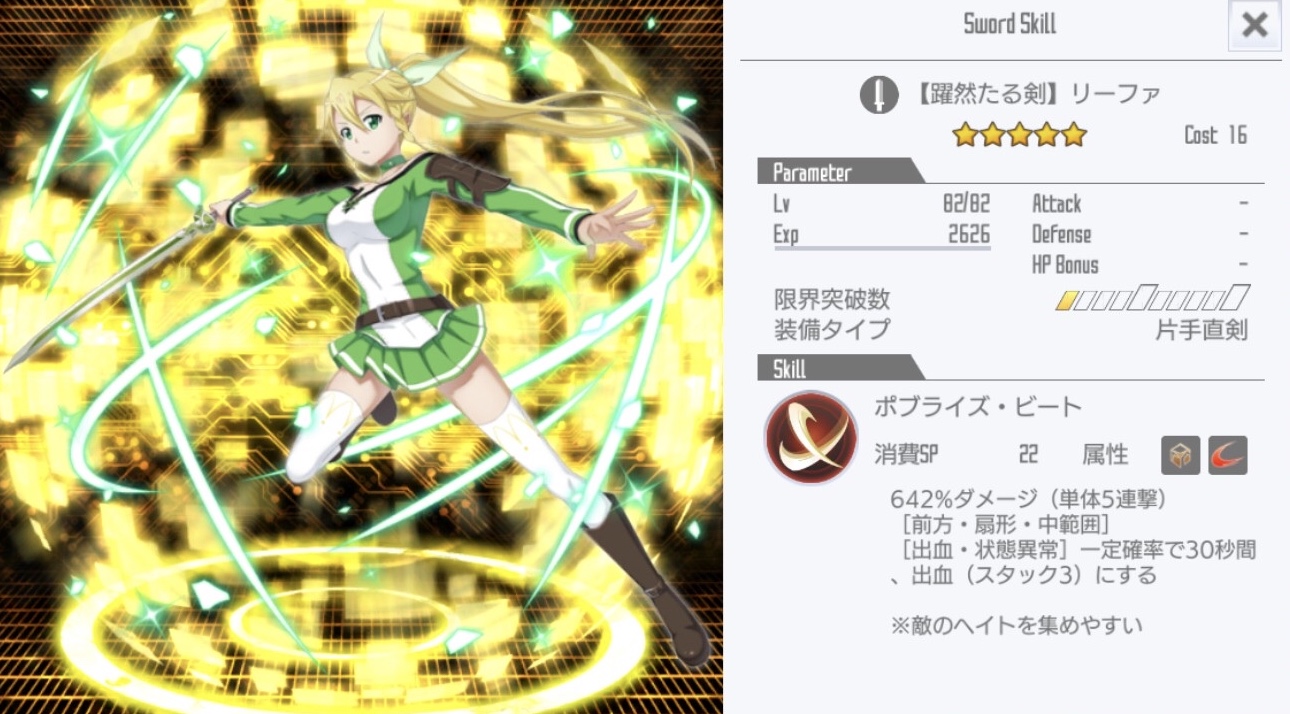 Sword Skill
【躍然たる剣】リーファ
Cost 16
Parameter
Lv 82/82 Attack -
Exp 2626 Defense -
HP Bonus -
限界突破数
装備タイプ 片手直剣
Skill
ポブライズ・ビート
消費SP 22 属性
642%ダメージ（単体5連撃）
［前方・扇形・中範囲］
［出血・状態異常］一定確率で30秒間
、出血（スタック3）にする
※敵のヘイトを集めやすい